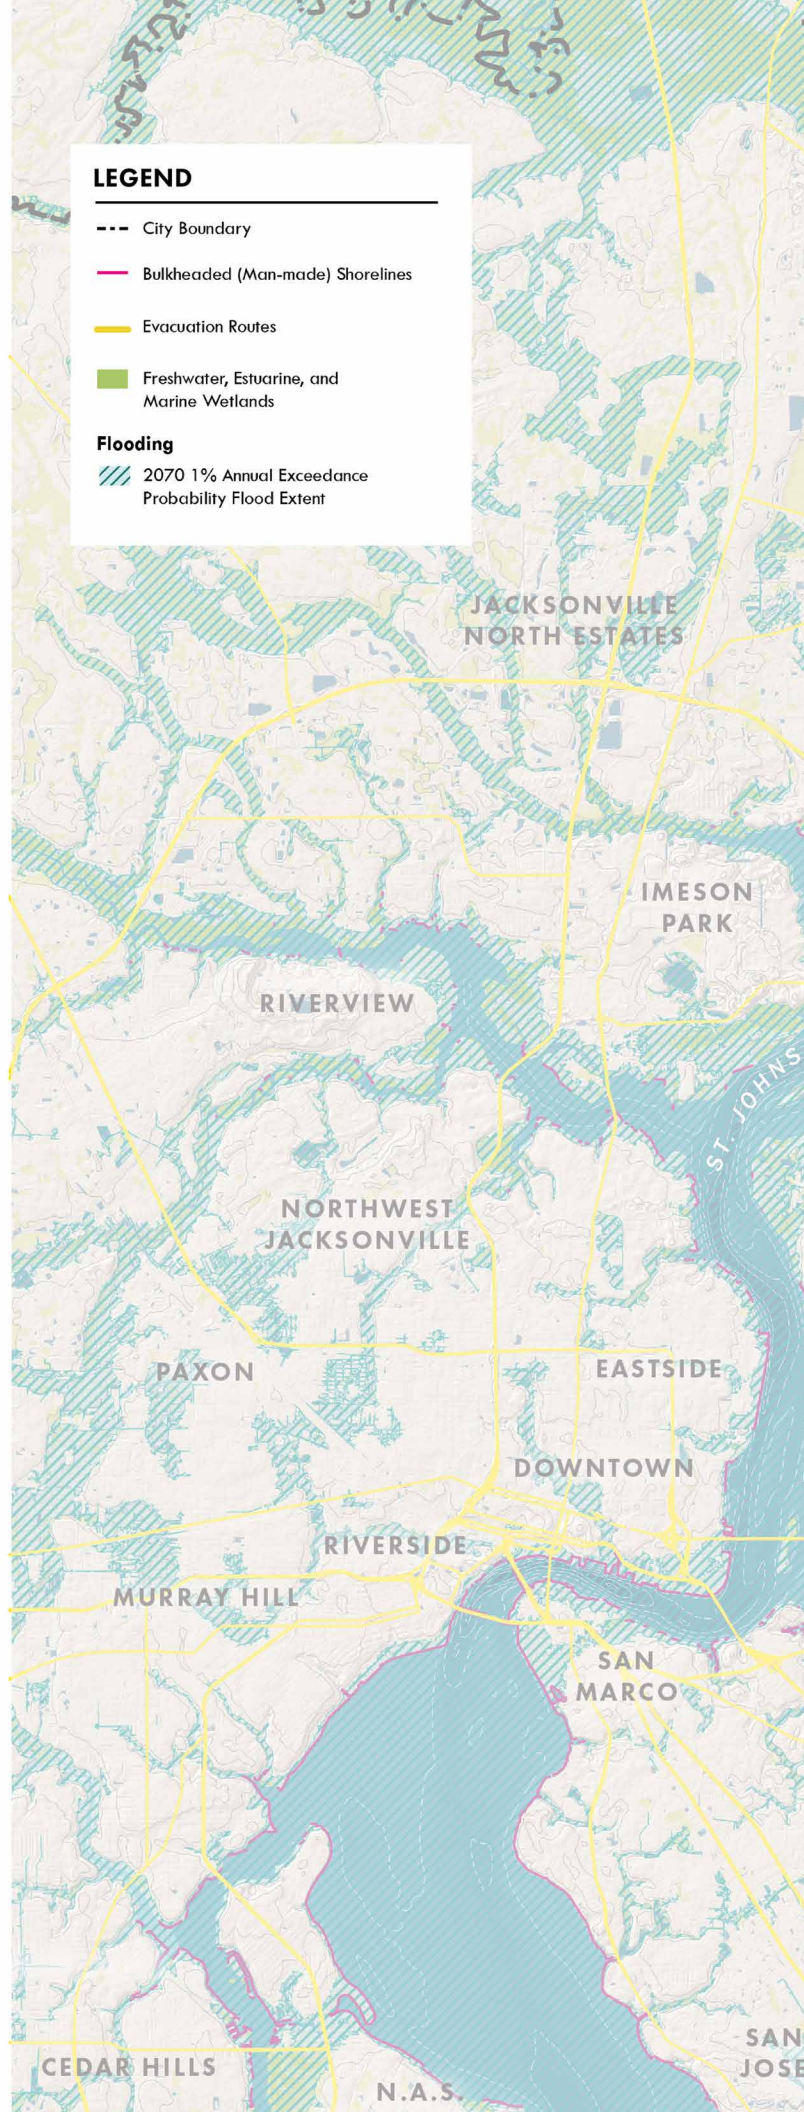 LEGEND
City Boundary
Bulkheaded (Man-made) Shorelines
Evacuation Routes
Freshwater, Estuarine, and
Marine Wetlands
Flooding
2070 1% Annual Exceedance
Probability Flood Extent
JACKSONVILLE
NORTH ESTATES
IMESON
PARK
RIVERVIEW
ST. JOHNS
NORTHWEST
JACKSONVILLE
PAXON
EASTSIDE
DOWNTOWN
RIVERSIDE
MURRAY HILL
SAN
MARCO
SAN
JOSE
CEDAR HILLS
N.A.S.